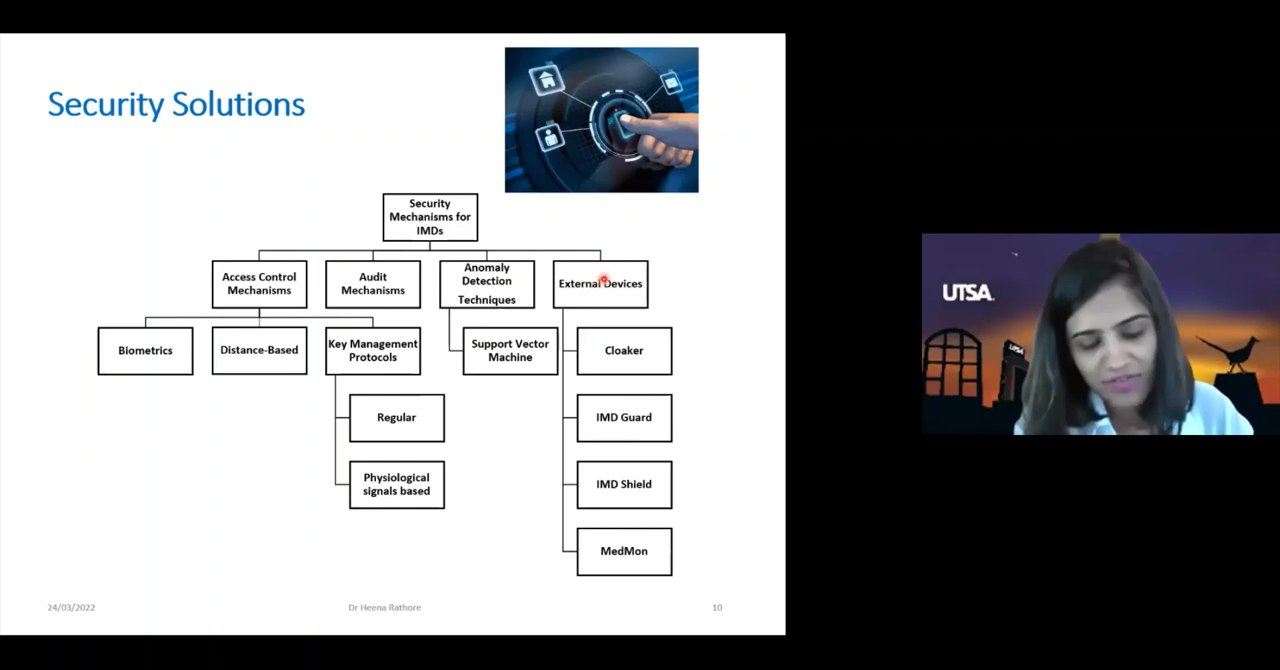 Security Solutions
Security
Mechanisms for
IMDs
Access Control
Mechanisms
Audit
Mechanisms
Anomaly
Detection
Techniques
External Devices
Biometrics
Distance-Based
Key Management
Protocols
Support Vector
Machine
Cloaker
Regular
IMD Guard
Physiological
signals based
IMD Shield
MedMon
24/03/2022
Dr Heena Rathore
10
UTSA